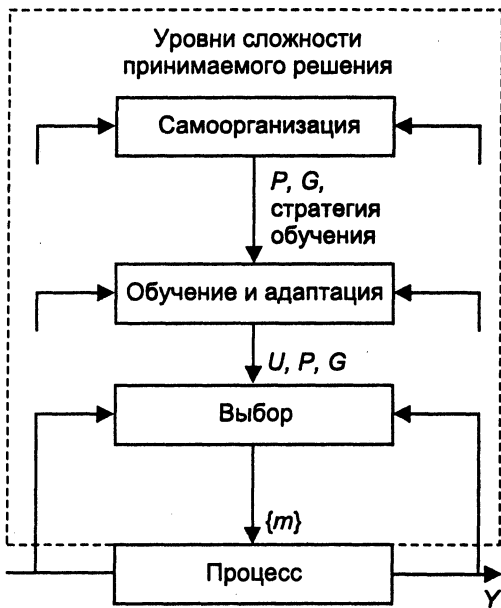 Уровни сложности
принимаемого решения
Самоорганизация
P, G,
стратегия
обучения
Обучение и адаптация
U, P, G
Выбор
{m}
Процесс
Y